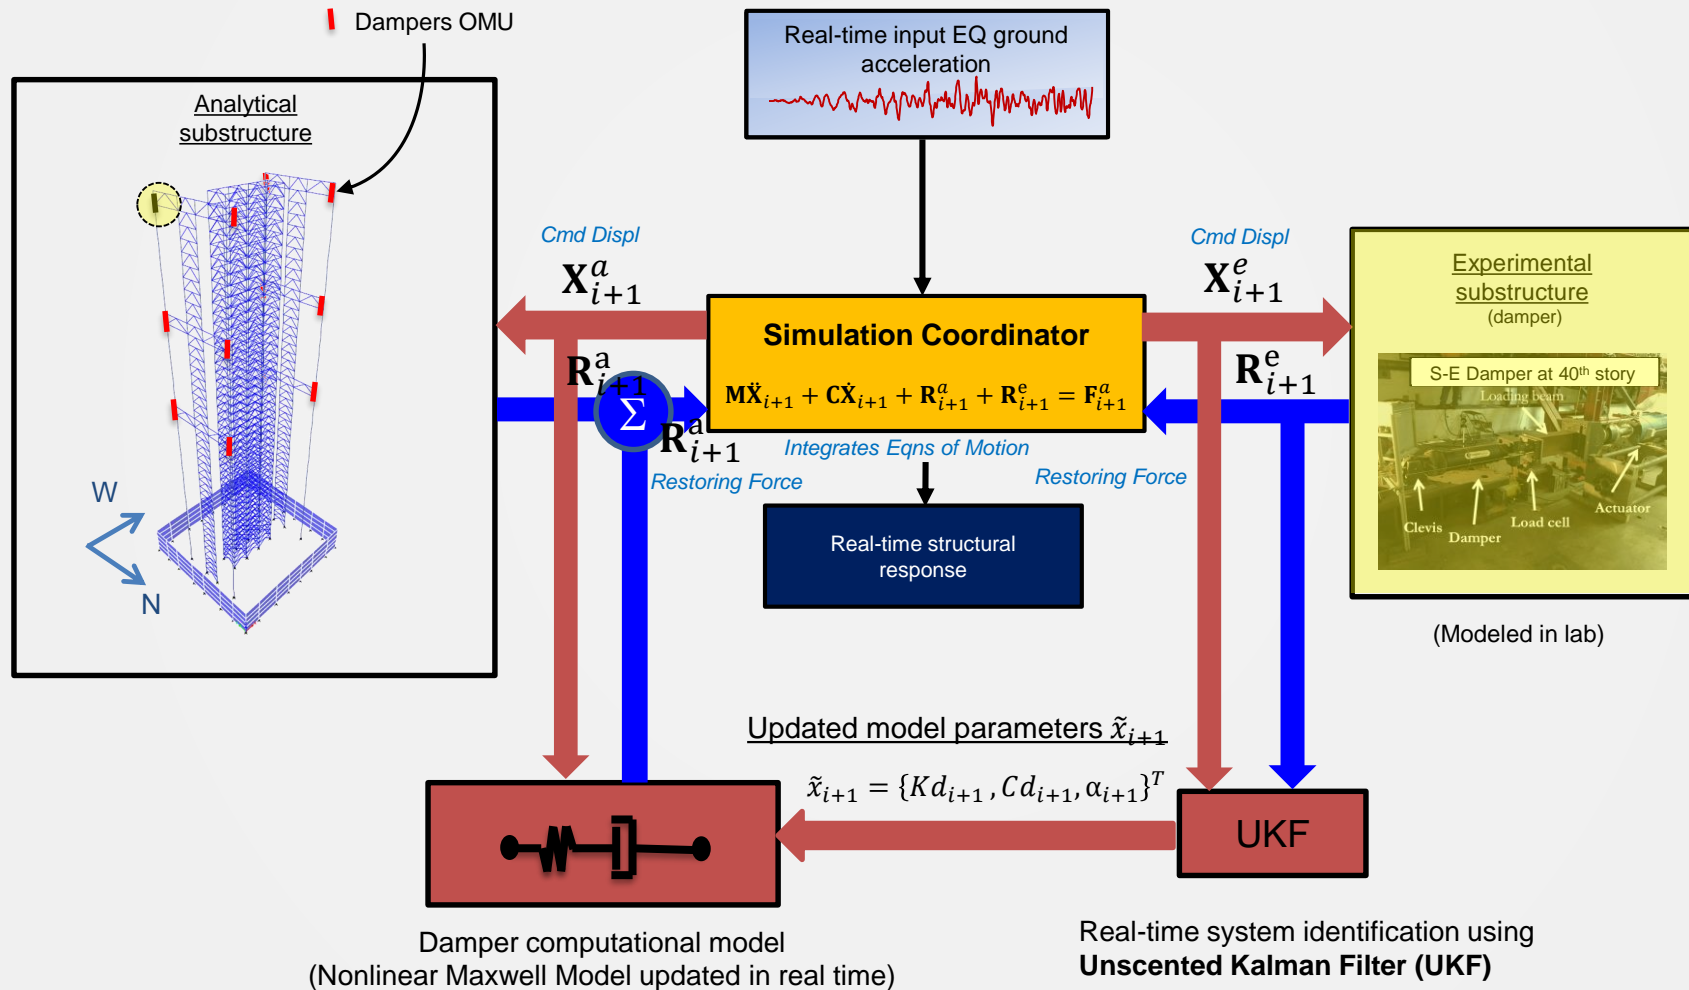 Dampers OMU
Real-time input EQ ground
acceleration
Analytical
substructure
Cmd Displ
X^a_{i+1}
Cmd Displ
X^e_{i+1}
Experimental
substructure
(damper)
Simulation Coordinator
MẌ_{i+1} + CẊ_{i+1} + R^a_{i+1} + R^e_{i+1} = F^a_{i+1}
R^a_{i+1}
R^e_{i+1}
S-E Damper at 40th story
Loading beam
Σ
R^a_{i+1}
Integrates Eqns of Motion
Restoring Force
Restoring Force
Clevis
Damper
Load cell
Actuator
W
N
Real-time structural
response
(Modeled in lab)
Updated model parameters x̃_{i+1}
x̃_{i+1} = {Kd_{i+1}, Cd_{i+1}, α_{i+1}}^T
UKF
Damper computational model
(Nonlinear Maxwell Model updated in real time)
Real-time system identification using
Unscented Kalman Filter (UKF)